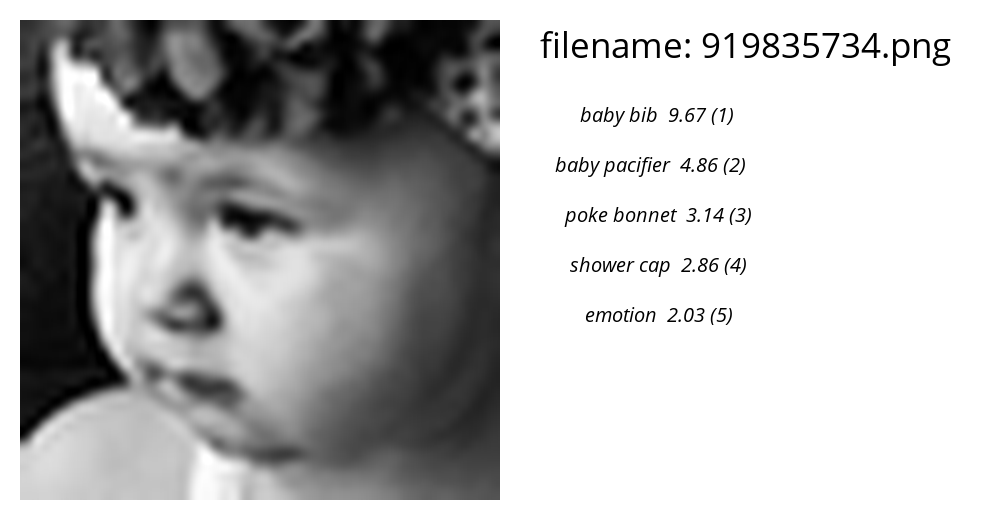 filename: 919835734.png
baby bib 9.67 (1)
baby pacifier 4.86 (2)
poke bonnet 3.14 (3)
shower cap 2.86 (4)
emotion 2.03 (5)